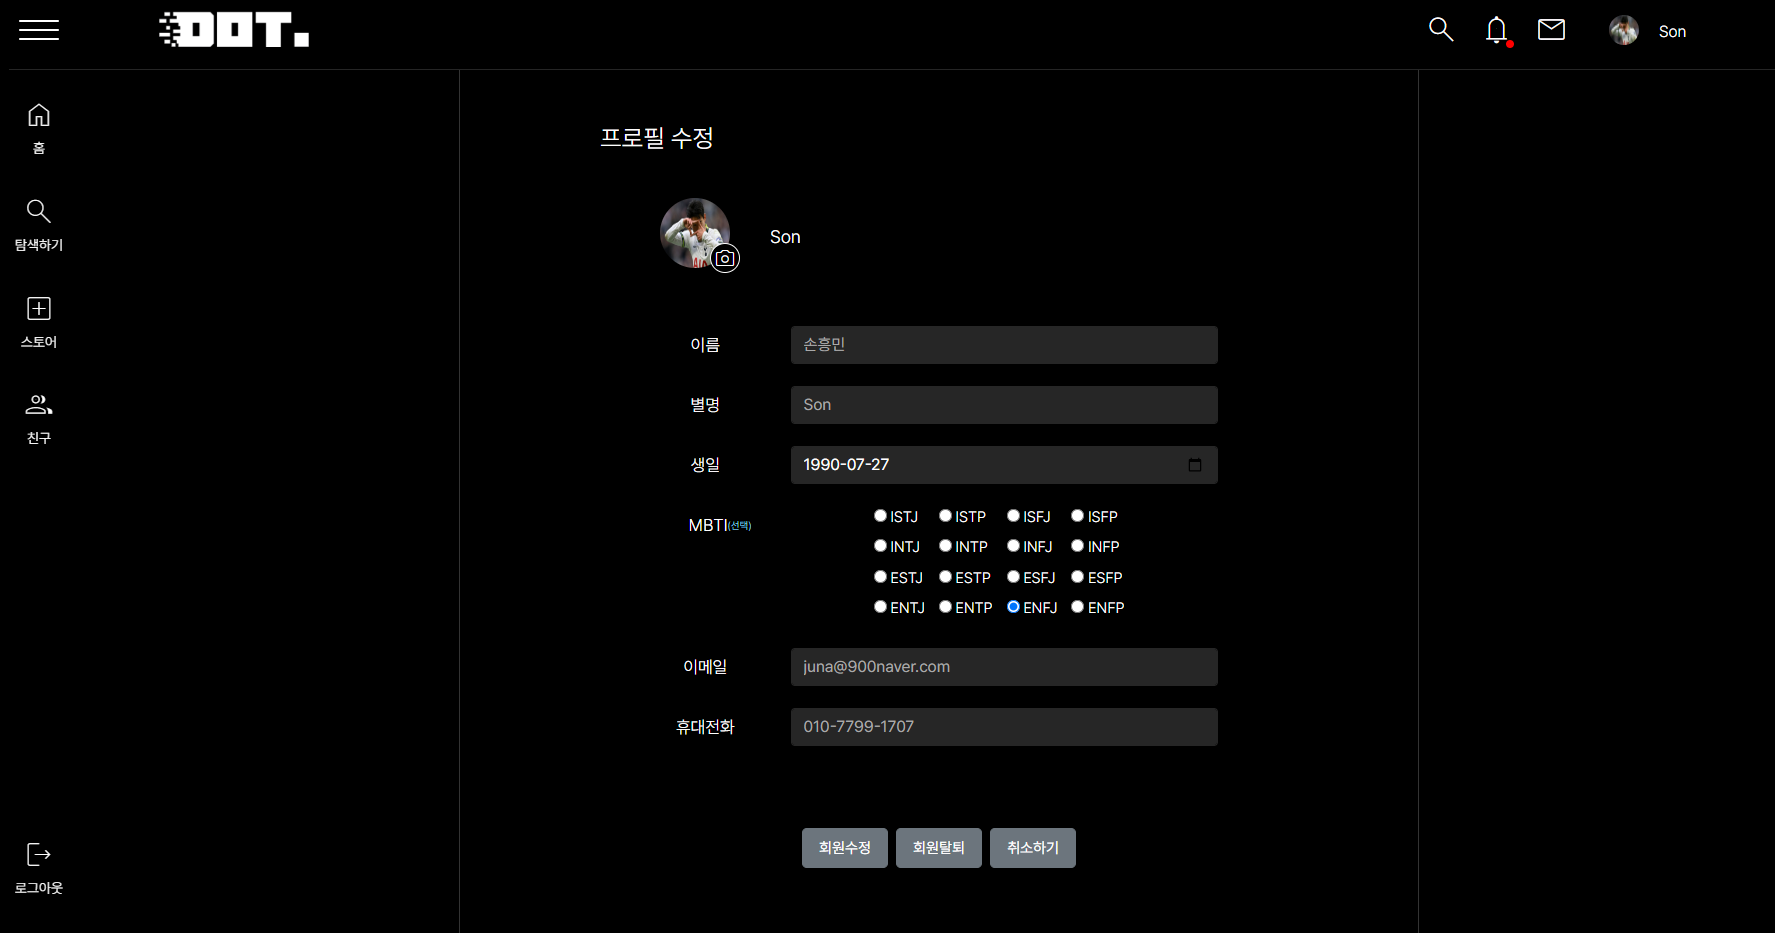 DOT.
Son
홈
탐색하기
스토어
친구
로그아웃
프로필 수정
Son
이름 손흥민
별명 Son
생일 1990-07-27
MBTI(선택)
ISTJ ISTP ISFJ ISFP
INTJ INTP INFJ INFP
ESTJ ESTP ESFJ ESFP
ENTJ ENTP ENFJ ENFP
이메일 juna@900naver.com
휴대전화 010-7799-1707
회원수정 회원탈퇴 취소하기